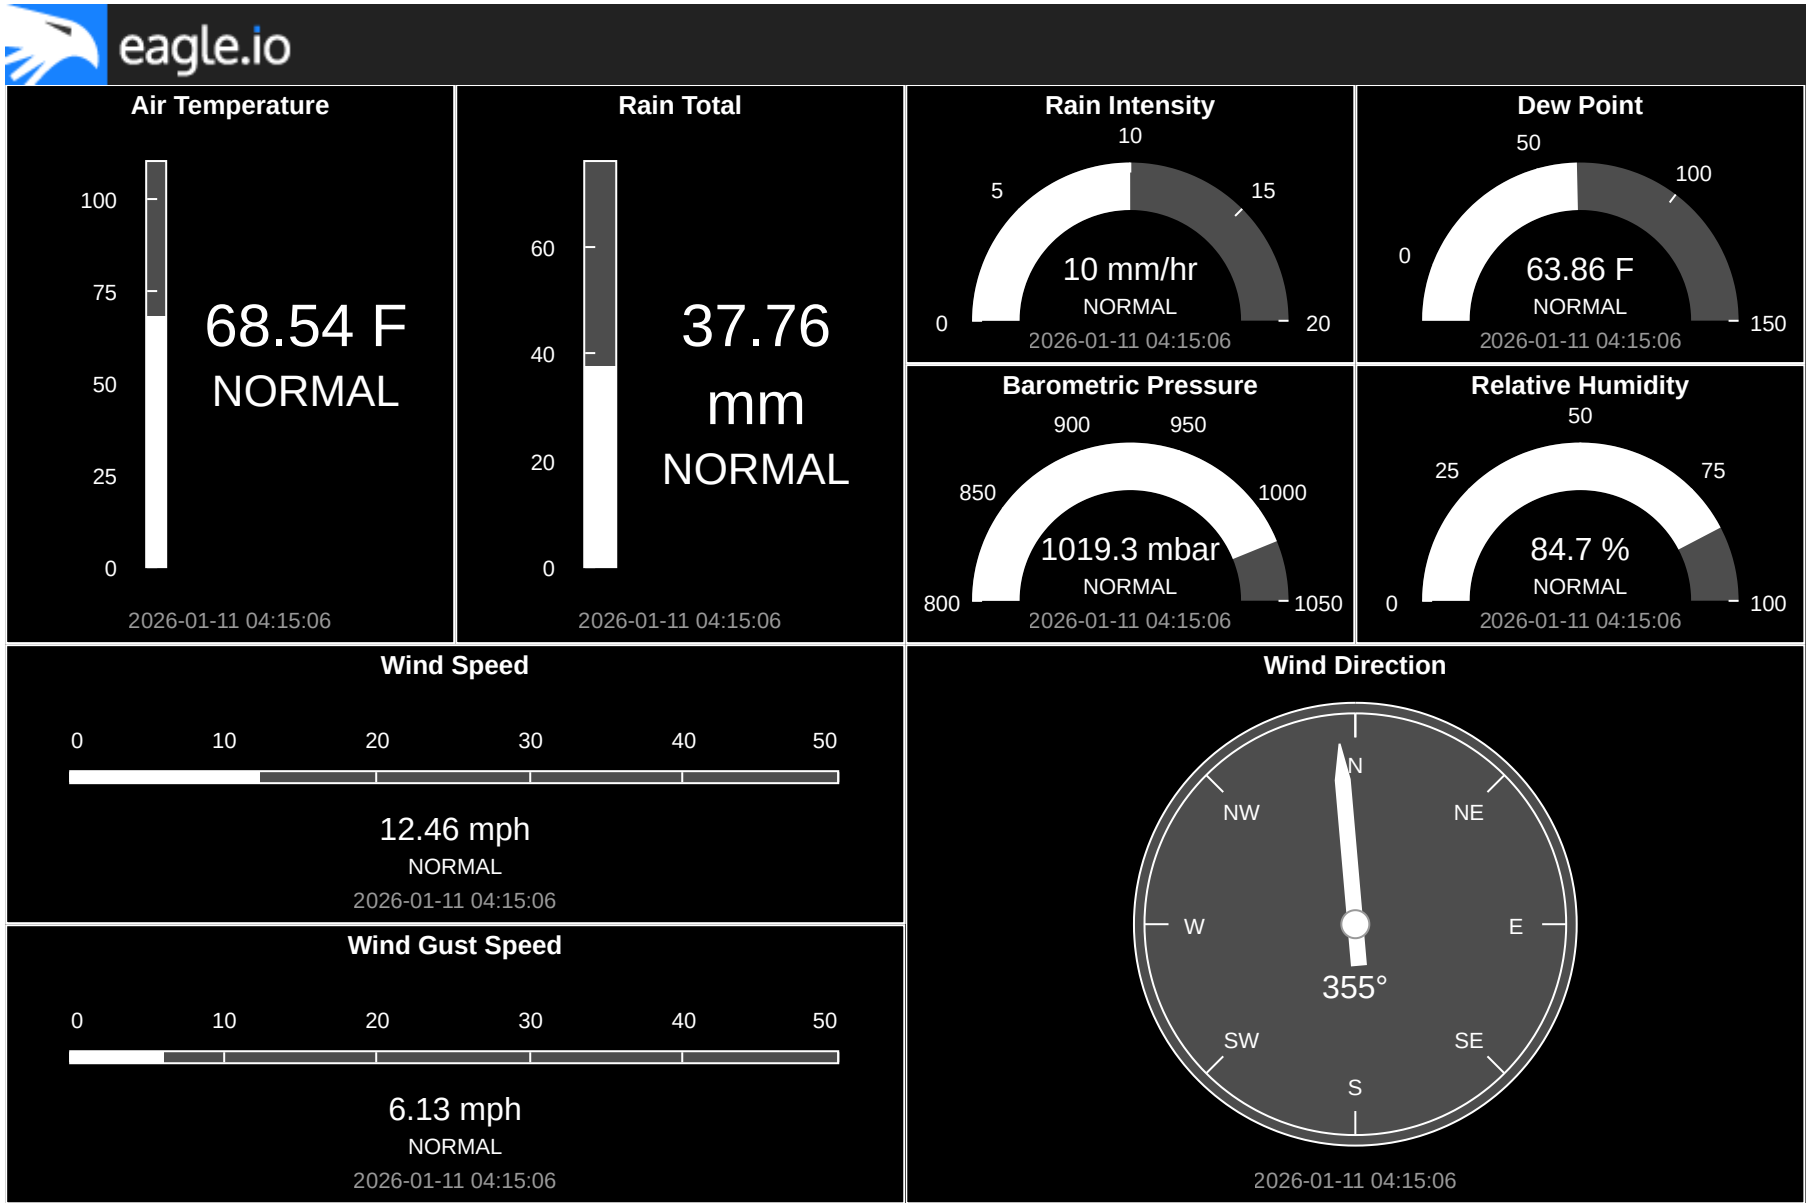 eagle.io
Air Temperature
100
75
50
25
0
68.54 F
NORMAL
2026-01-11 04:15:06
Rain Total
60
40
20
0
37.76
mm
NORMAL
2026-01-11 04:15:06
Rain Intensity
10
5
15
0
20
10 mm/hr
NORMAL
2026-01-11 04:15:06
Dew Point
50
100
0
150
63.86 F
NORMAL
2026-01-11 04:15:06
Barometric Pressure
900
950
850
1000
800
1050
1019.3 mbar
NORMAL
2026-01-11 04:15:06
Relative Humidity
50
25
75
0
100
84.7 %
NORMAL
2026-01-11 04:15:06
Wind Speed
0 10 20 30 40 50
12.46 mph
NORMAL
2026-01-11 04:15:06
Wind Gust Speed
0 10 20 30 40 50
6.13 mph
NORMAL
2026-01-11 04:15:06
Wind Direction
N
NW
NE
W
E
355°
SW
SE
S
2026-01-11 04:15:06